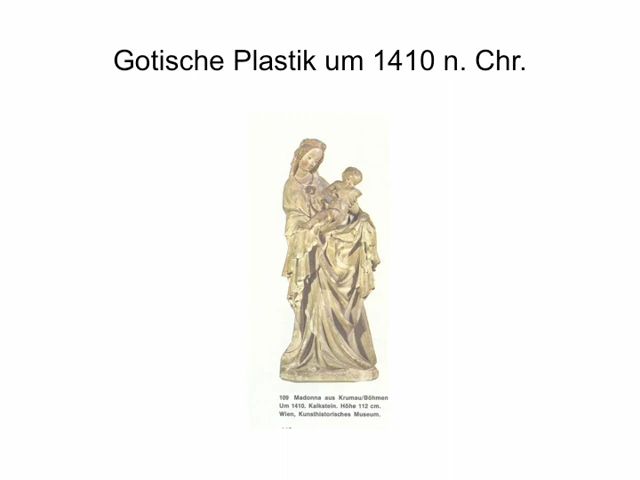 Gotische Plastik um 1410 n. Chr.
109 Madonna aus Krumau/Böhmen
Um 1410. Kalkstein. Höhe 112 cm.
Wien, Kunsthistorisches Museum.